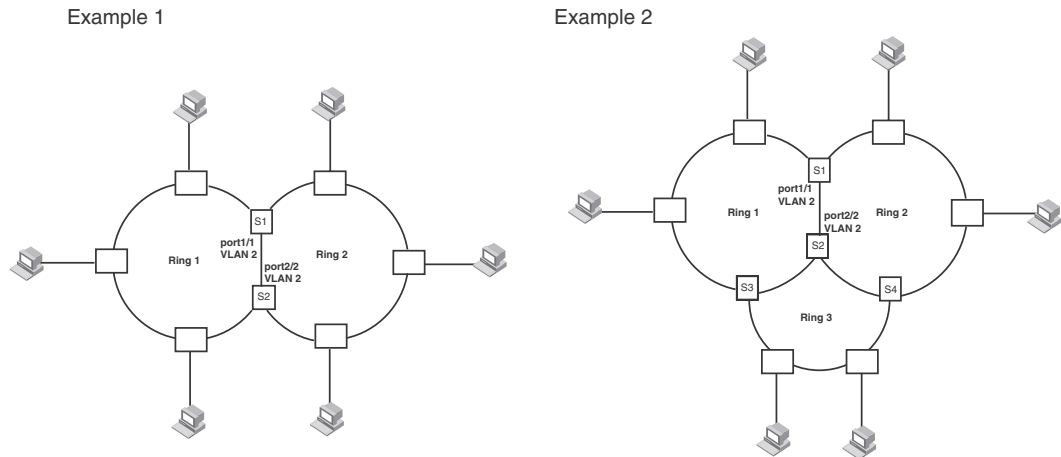 Example 1
S1
port1/1
VLAN 2
Ring 1
Ring 2
port2/2
VLAN 2
S2
Example 2
S1
port1/1
VLAN 2
Ring 1
port2/2
VLAN 2
Ring 2
S2
S3
S4
Ring 3